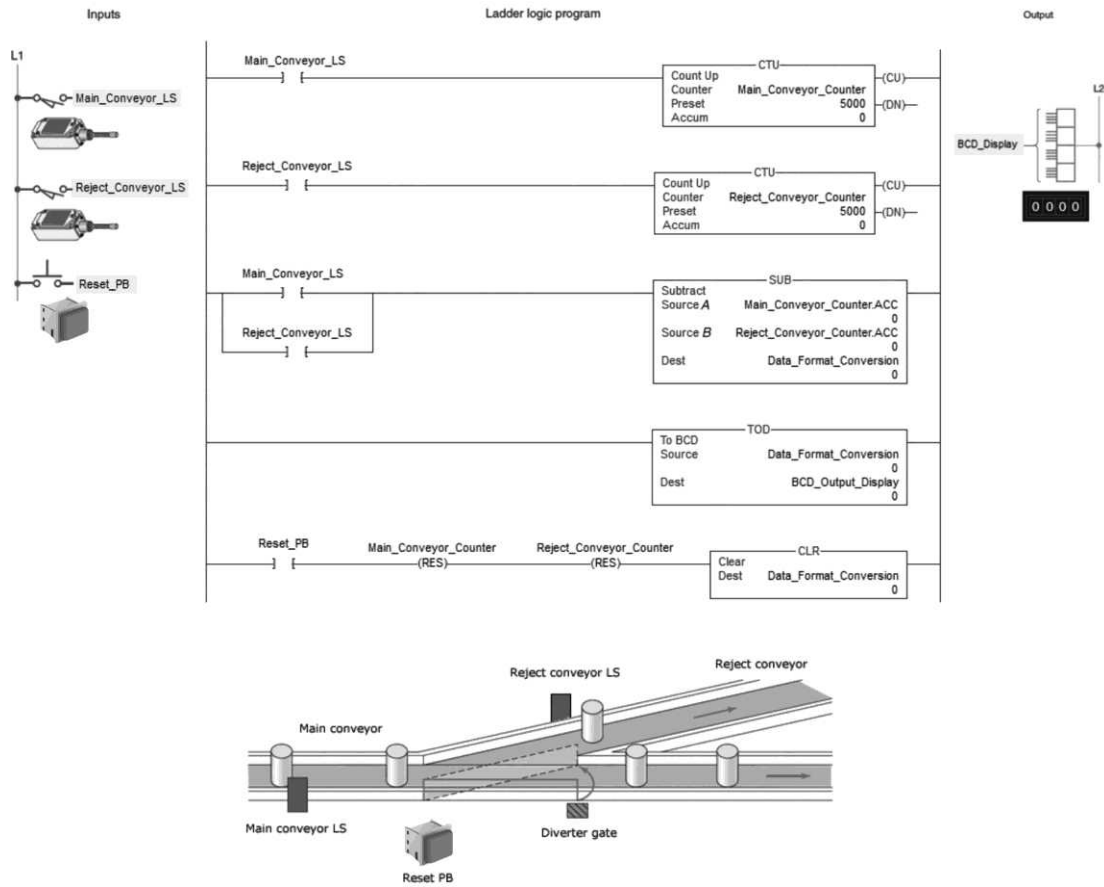 Inputs
Ladder logic program
Output
L1
Main_Conveyor_LS
Reject_Conveyor_LS
Reset_PB
Main_Conveyor_LS
CTU
Count Up
Counter Main_Conveyor_Counter
Preset 5000
Accum 0
(CU)
(DN)
Reject_Conveyor_LS
CTU
Count Up
Counter Reject_Conveyor_Counter
Preset 5000
Accum 0
(CU)
(DN)
Main_Conveyor_LS
Reject_Conveyor_LS
SUB
Subtract
Source A Main_Conveyor_Counter.ACC
0
Source B Reject_Conveyor_Counter.ACC
0
Dest Data_Format_Conversion
0
TOD
To BCD
Source Data_Format_Conversion
0
Dest BCD_Output_Display
0
Reset_PB
Main_Conveyor_Counter
(RES)
Reject_Conveyor_Counter
(RES)
CLR
Clear
Dest Data_Format_Conversion
0
L2
BCD_Display
0 0 0 0
Reject conveyor LS
Reject conveyor
Main conveyor
Main conveyor LS
Diverter gate
Reset PB